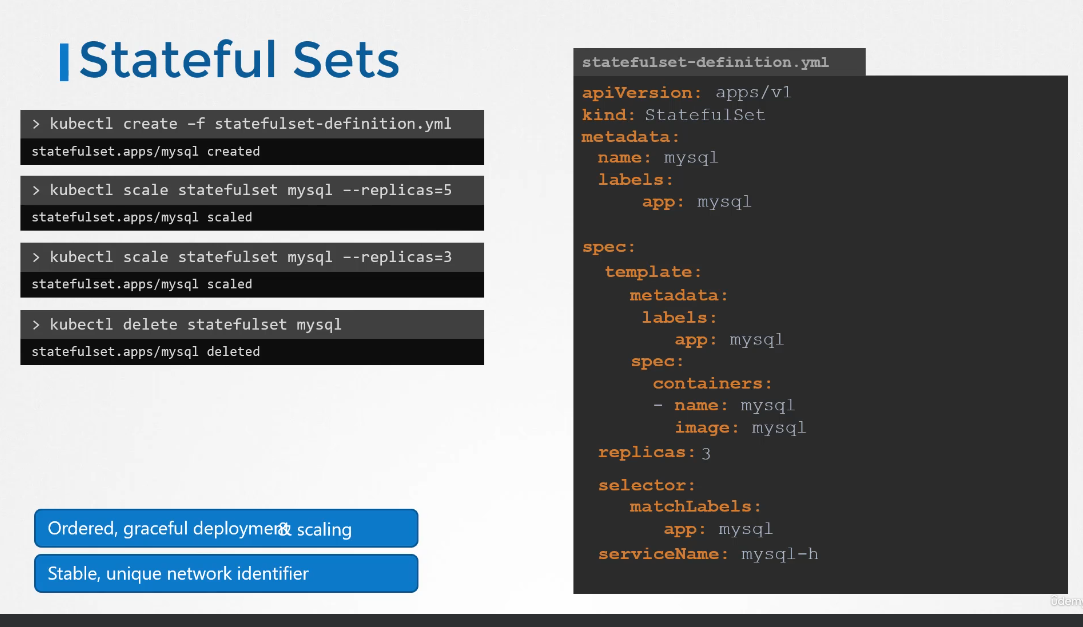 Stateful Sets
> kubectl create –f statefulset-definition.yml
statefulset.apps/mysql created
> kubectl scale statefulset mysql --replicas=5
statefulset.apps/mysql scaled
> kubectl scale statefulset mysql --replicas=3
statefulset.apps/mysql scaled
> kubectl delete statefulset mysql
statefulset.apps/mysql deleted
Ordered, graceful deployment & scaling
Stable, unique network identifier
statefulset-definition.yml
apiVersion: apps/v1
kind: StatefulSet
metadata:
name: mysql
labels:
app: mysql
spec:
template:
metadata:
labels:
app: mysql
spec:
containers:
- name: mysql
image: mysql
replicas: 3
selector:
matchLabels:
app: mysql
serviceName: mysql-h